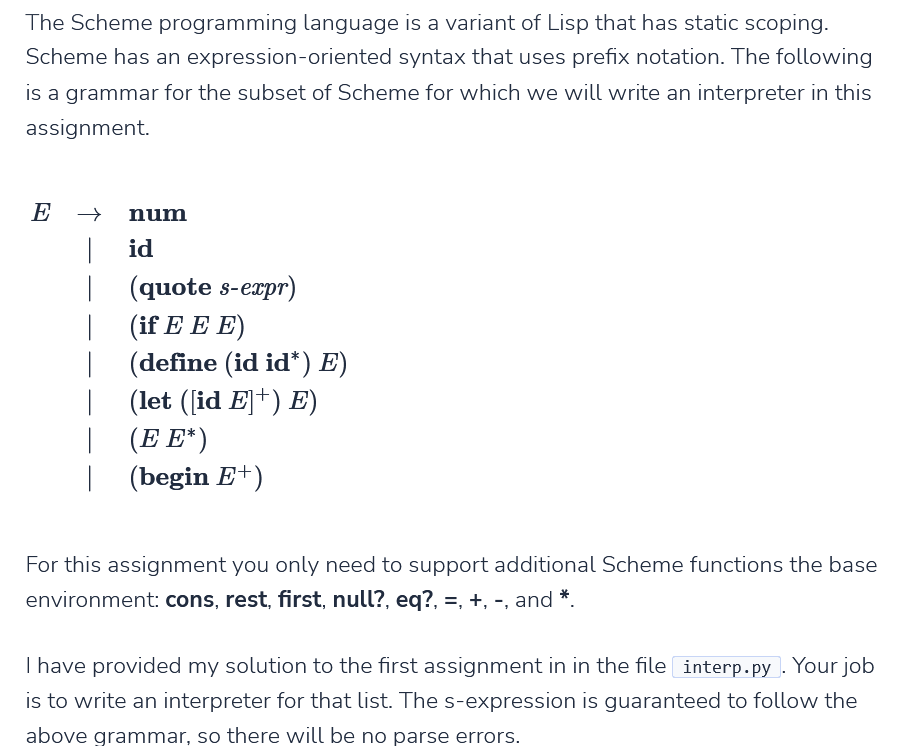 The Scheme programming language is a variant of Lisp that has static scoping.
Scheme has an expression-oriented syntax that uses prefix notation. The following
is a grammar for the subset of Scheme for which we will write an interpreter in this
assignment.
E → num
| id
| (quote s-expr)
| (if E E E)
| (define (id id*) E)
| (let ([id E]+) E)
| (E E*)
| (begin E+)
For this assignment you only need to support additional Scheme functions the base
environment: cons, rest, first, null?, eq?, =, +, -, and *.
I have provided my solution to the first assignment in in the file interp.py. Your job
is to write an interpreter for that list. The s-expression is guaranteed to follow the
above grammar, so there will be no parse errors.